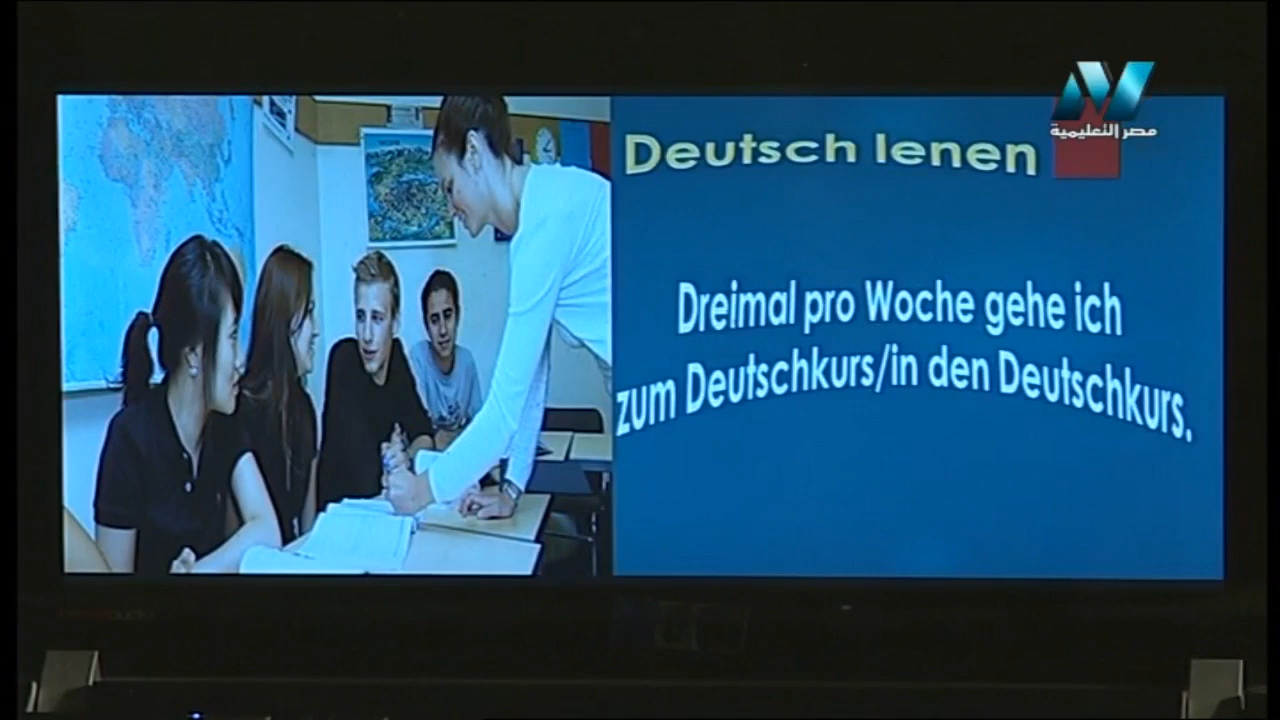 مصر التعليمية
Deutsch lenen
Dreimal pro Woche gehe ich
zum Deutschkurs/in den Deutschkurs.